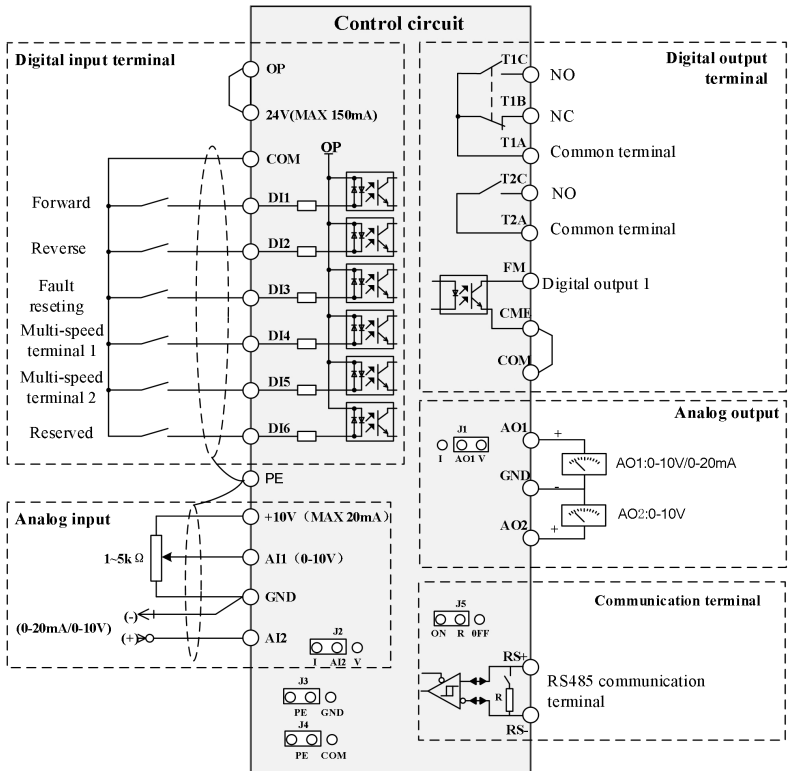 Control circuit
Digital input terminal
OP
24V(MAX 150mA)
COM
OP
Forward
DI1
Reverse
DI2
Fault
reseting
DI3
Multi-speed
terminal 1
DI4
Multi-speed
terminal 2
DI5
Reserved
DI6
PE
Analog input
+10V（MAX 20mA）
1~5k Ω
AI1（0-10V）
GND
(-)
(0-20mA/0-10V)
(+)
AI2
J2
I AI2 V
J3
PE GND
J4
PE COM
Digital output
terminal
T1C
NO
T1B
NC
T1A
Common terminal
T2C
NO
T2A
Common terminal
FM
Digital output 1
CME
COM
Analog output
J1
I AO1 V
AO1
+
AO1:0-10V/0-20mA
GND
-
AO2:0-10V
AO2
+
Communication terminal
J5
ON R 0FF
RS+
R
RS485 communication
terminal
RS-